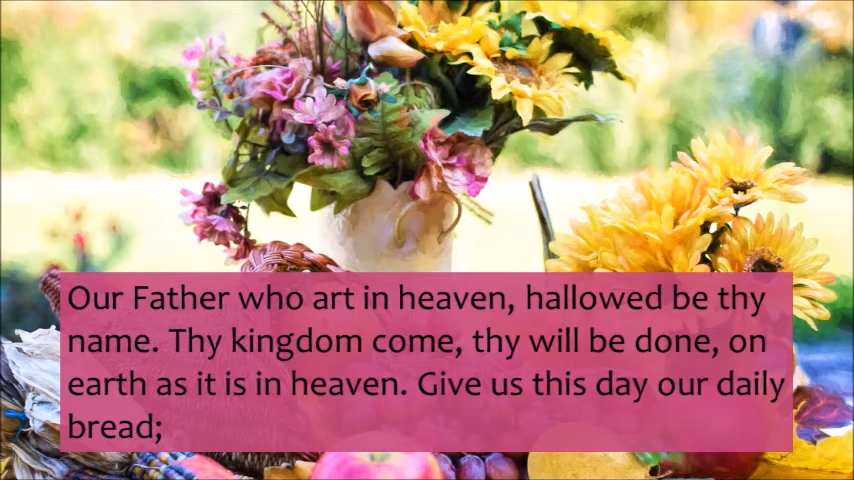 Our Father who art in heaven, hallowed be thy
name. Thy kingdom come, thy will be done, on
earth as it is in heaven. Give us this day our daily
bread;